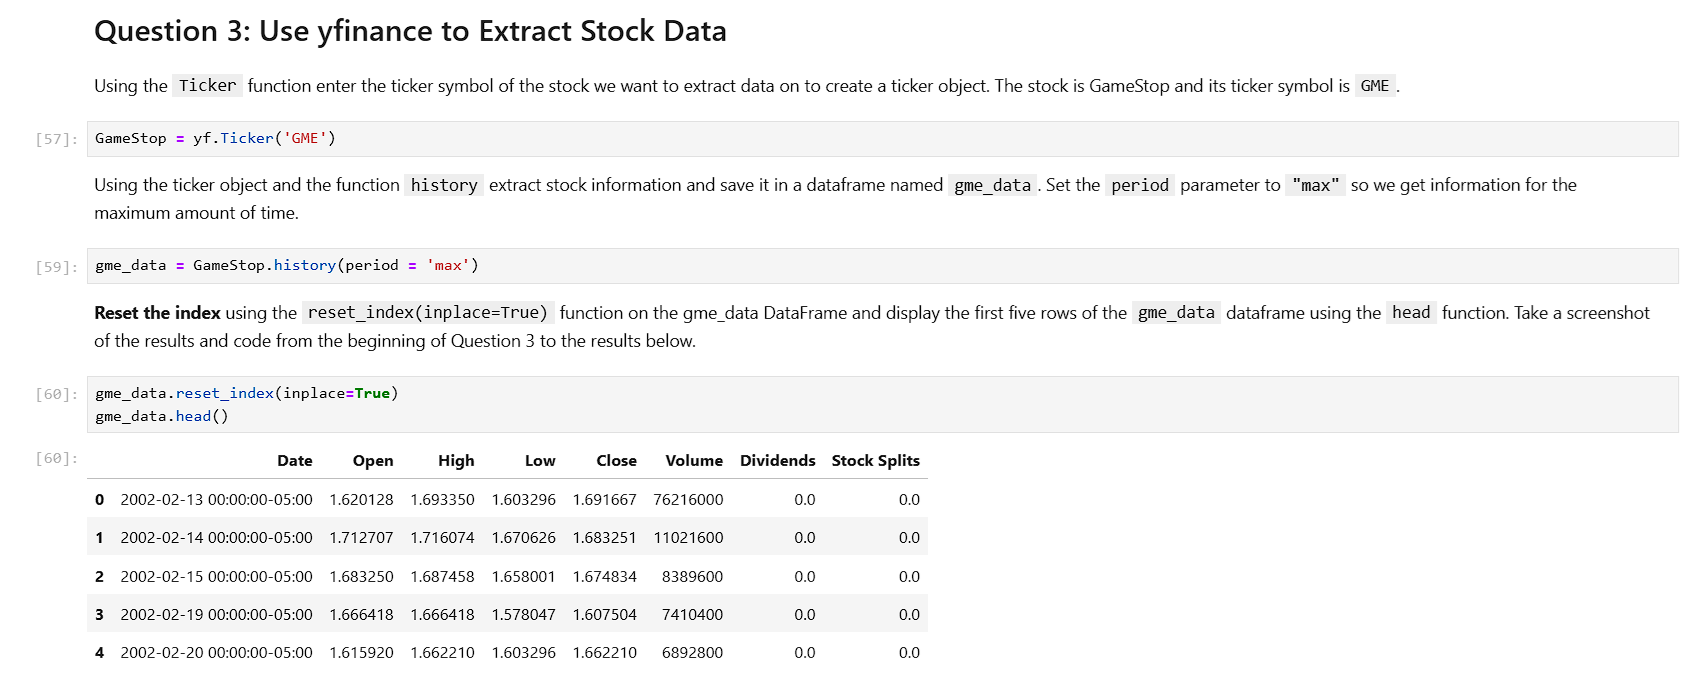 Question 3: Use yfinance to Extract Stock Data
Using the Ticker function enter the ticker symbol of the stock we want to extract data on to create a ticker object. The stock is GameStop and its ticker symbol is GME .
[57]: GameStop = yf.Ticker('GME')
Using the ticker object and the function history extract stock information and save it in a dataframe named gme_data . Set the period parameter to "max" so we get information for the
maximum amount of time.
[59]: gme_data = GameStop.history(period = 'max')
Reset the index using the reset_index(inplace=True) function on the gme_data DataFrame and display the first five rows of the gme_data dataframe using the head function. Take a screenshot
of the results and code from the beginning of Question 3 to the results below.
[60]: gme_data.reset_index(inplace=True)
gme_data.head()
[60]: Date Open High Low Close Volume Dividends Stock Splits
0 2002-02-13 00:00:00-05:00 1.620128 1.693350 1.603296 1.691667 76216000 0.0 0.0
1 2002-02-14 00:00:00-05:00 1.712707 1.716074 1.670626 1.683251 11021600 0.0 0.0
2 2002-02-15 00:00:00-05:00 1.683250 1.687458 1.658001 1.674834 8389600 0.0 0.0
3 2002-02-19 00:00:00-05:00 1.666418 1.666418 1.578047 1.607504 7410400 0.0 0.0
4 2002-02-20 00:00:00-05:00 1.615920 1.662210 1.603296 1.662210 6892800 0.0 0.0